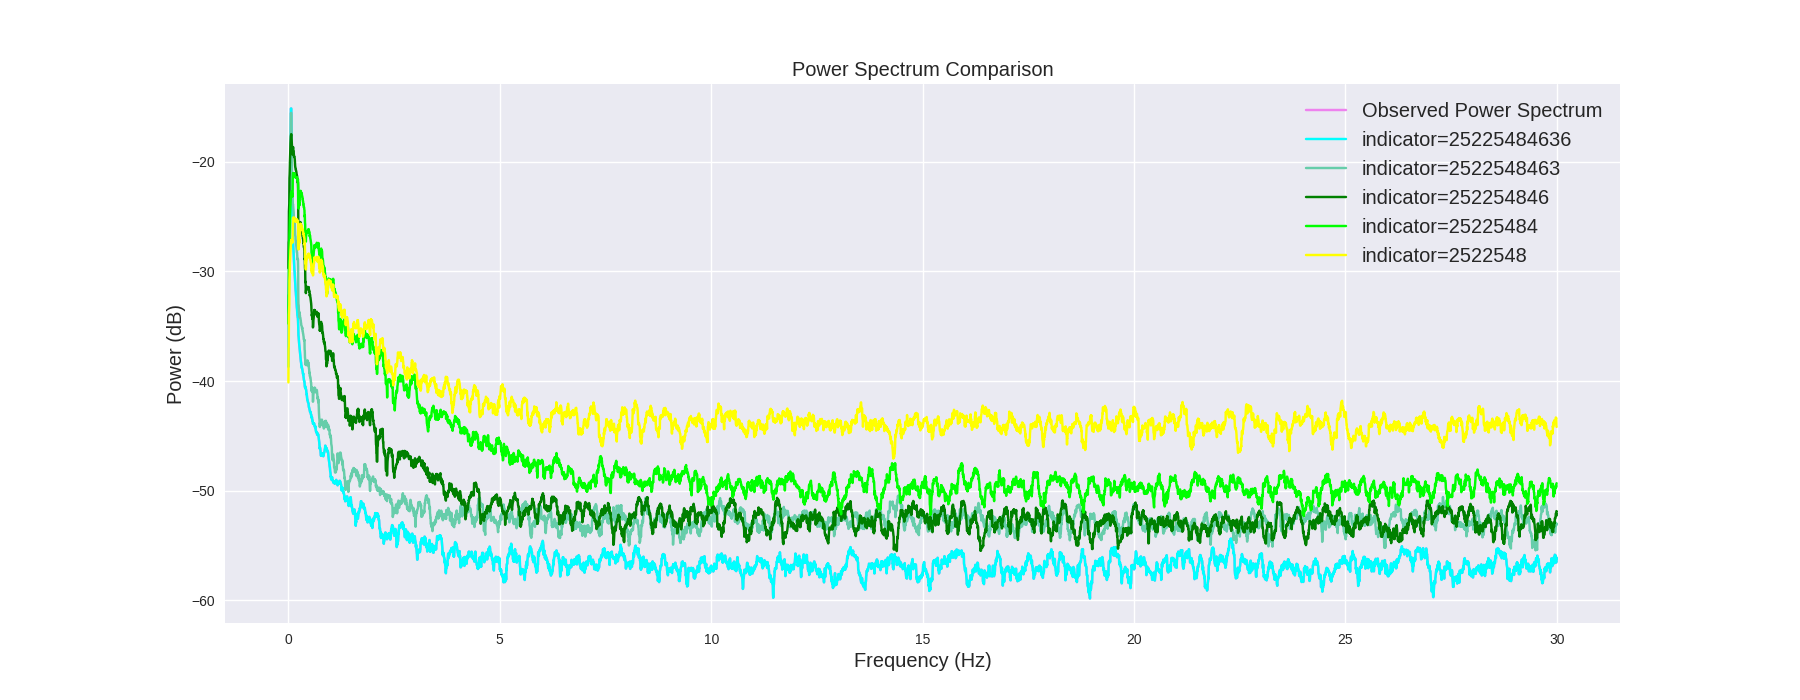 Power Spectrum Comparison
Observed Power Spectrum
indicator=25225484636
indicator=2522548463
indicator=252254846
indicator=25225484
indicator=2522548
−20
−30
−40
−50
−60
Power (dB)
0 5 10 15 20 25 30
Frequency (Hz)